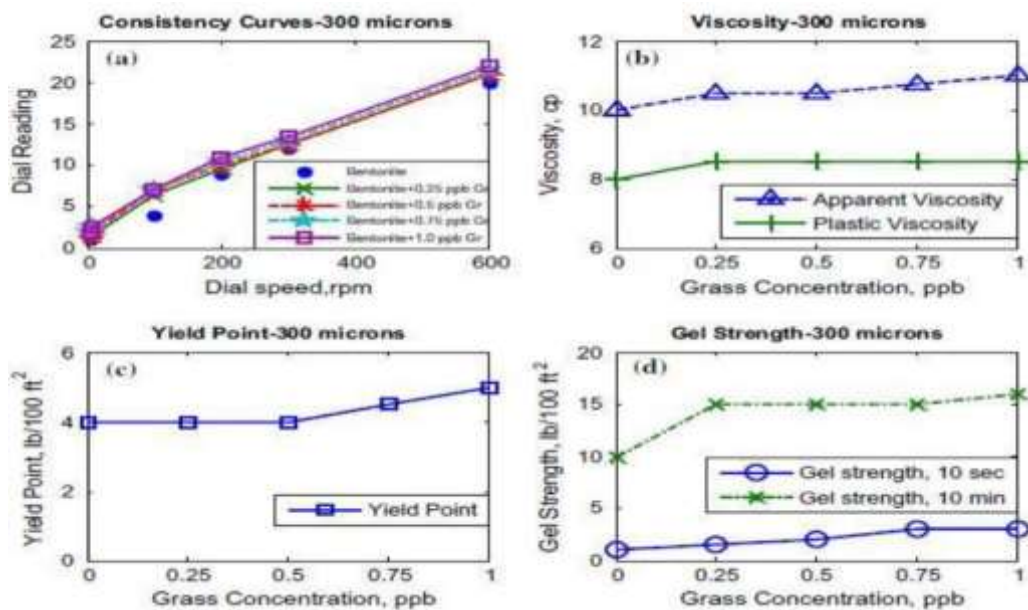 Consistency Curves-300 microns
(a)
Dial Reading
25
20
15
10
5
0
0
200
400
600
Dial speed,rpm
Bentonite
Bentonite+0.25 ppb Gr
Bentonite+0.5 ppb Gr
Bentonite+0.75 ppb Gr
Bentonite+1.0 ppb Gr
Viscosity-300 microns
(b)
Viscosity, cp
12
10
8
6
0
0.25
0.5
0.75
1
Grass Concentration, ppb
Apparent Viscosity
Plastic Viscosity
Yield Point-300 microns
(c)
Yield Point, lb/100 ft²
6
4
2
0
0
0.25
0.5
0.75
1
Grass Concentration, ppb
Yield Point
Gel Strength-300 microns
(d)
Gel Strength, lb/100 ft²
20
15
10
5
0
0
0.25
0.5
0.75
1
Grass Concentration, ppb
Gel strength, 10 sec
Gel strength, 10 min